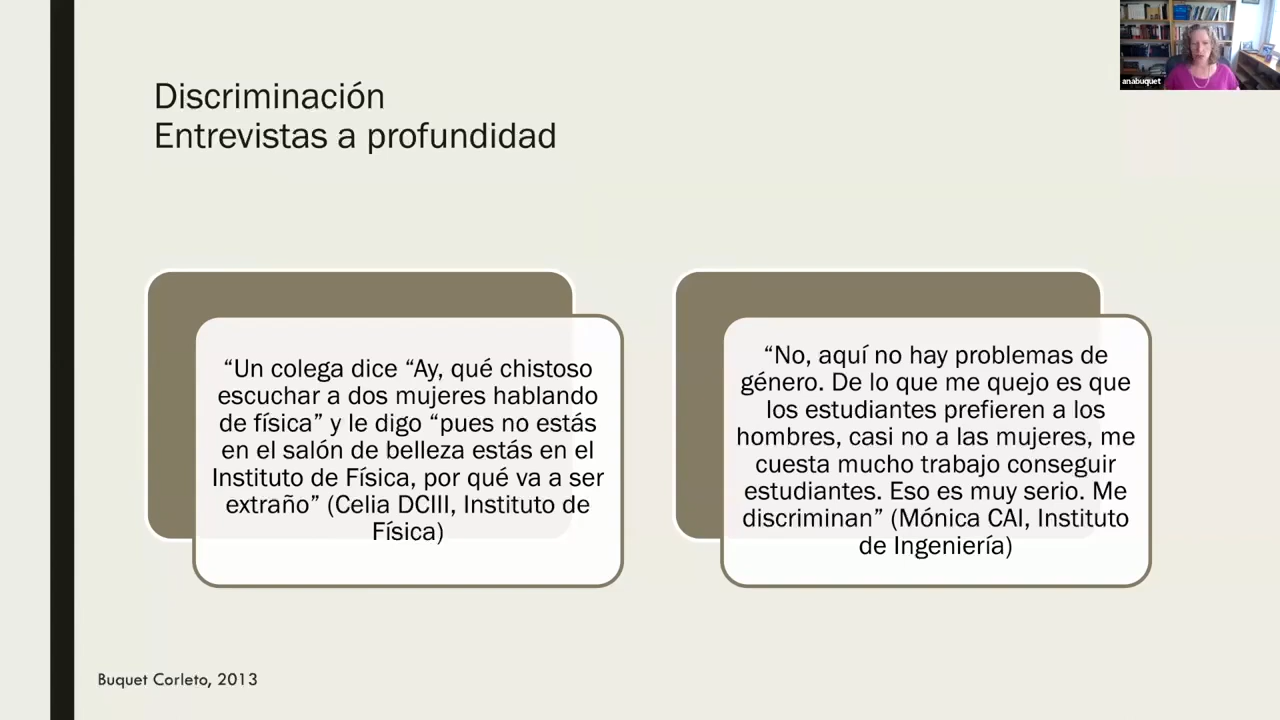 anabuquet
Discriminación
Entrevistas a profundidad
“Un colega dice “Ay, qué chistoso
escuchar a dos mujeres hablando
de física” y le digo “pues no estás
en el salón de belleza estás en el
Instituto de Física, por qué va a ser
extraño” (Celia DCIII, Instituto de
Física)
“No, aquí no hay problemas de
género. De lo que me quejo es que
los estudiantes prefieren a los
hombres, casi no a las mujeres, me
cuesta mucho trabajo conseguir
estudiantes. Eso es muy serio. Me
discriminan” (Mónica CAI, Instituto
de Ingeniería)
Buquet Corleto, 2013